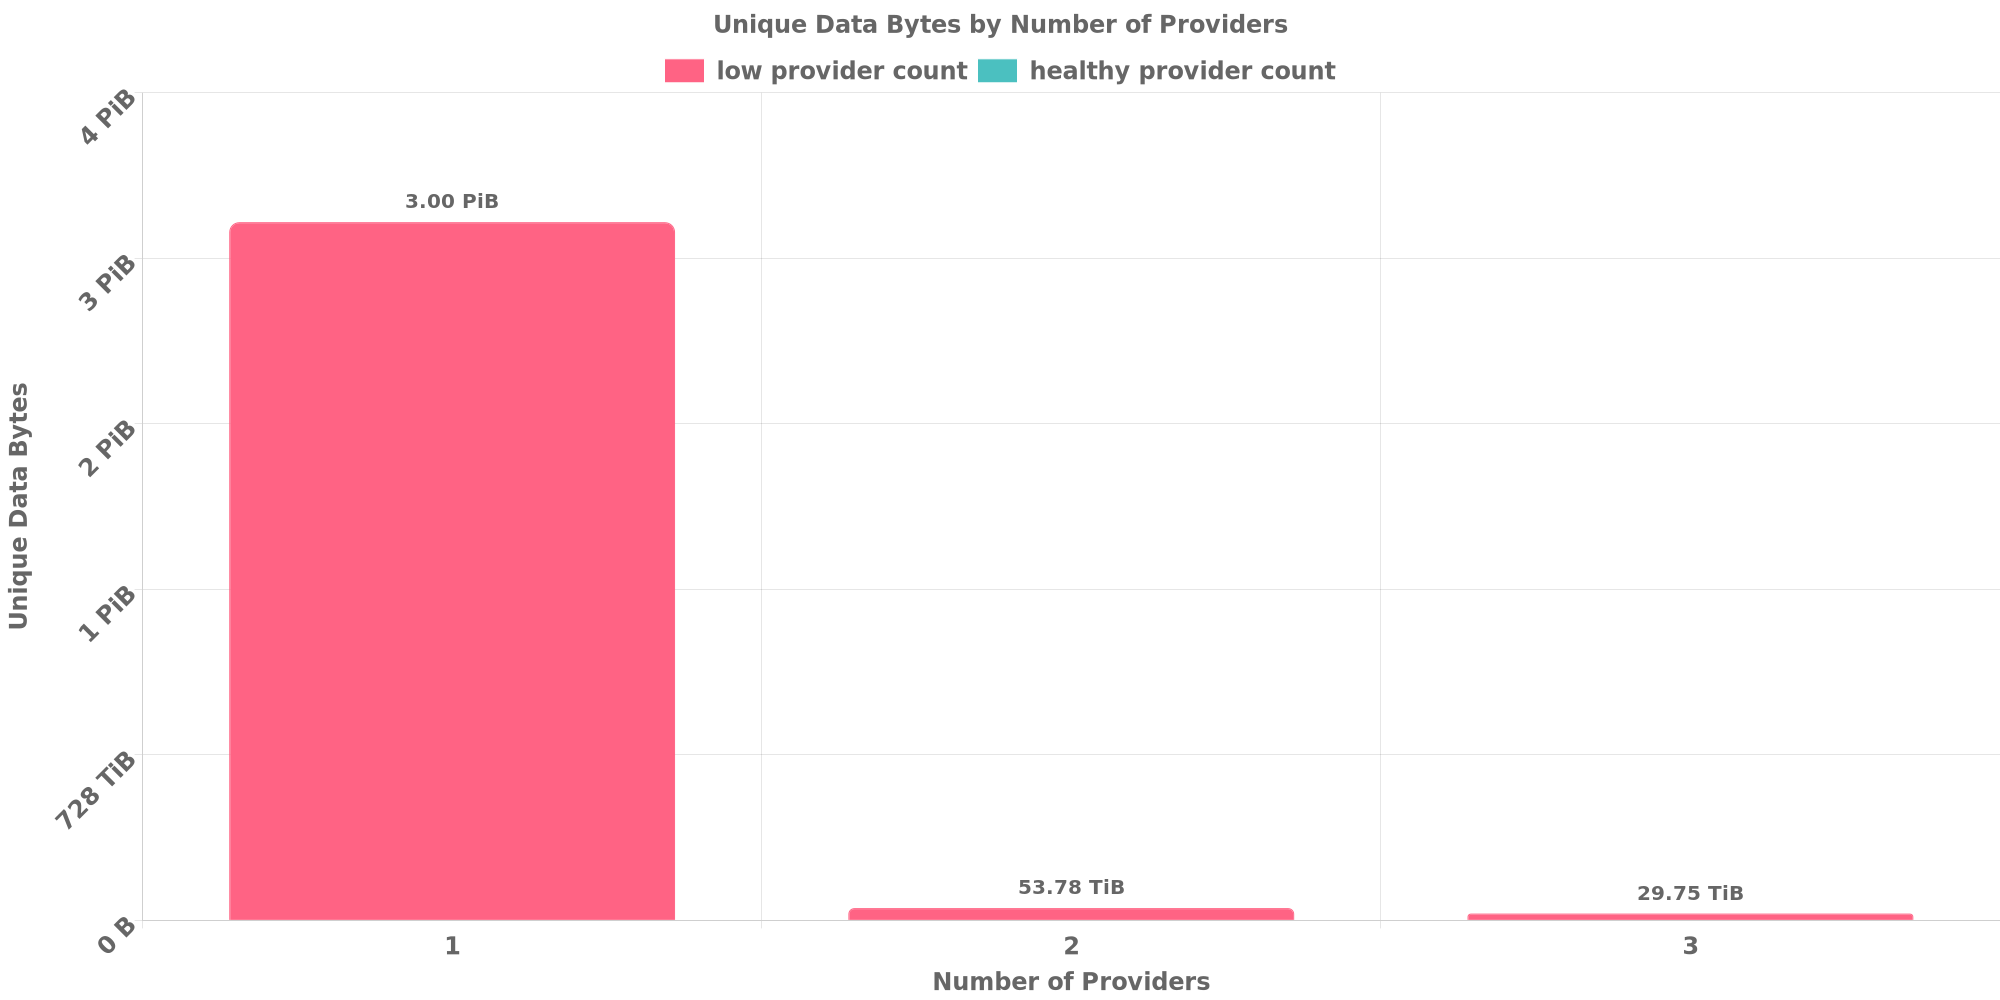 Unique Data Bytes by Number of Providers
low provider count healthy provider count
4 PiB
3.00 PiB
3 PiB
2 PiB
Unique Data Bytes
1 PiB
728 TiB
53.78 TiB
29.75 TiB
0 B
1 2 3
Number of Providers